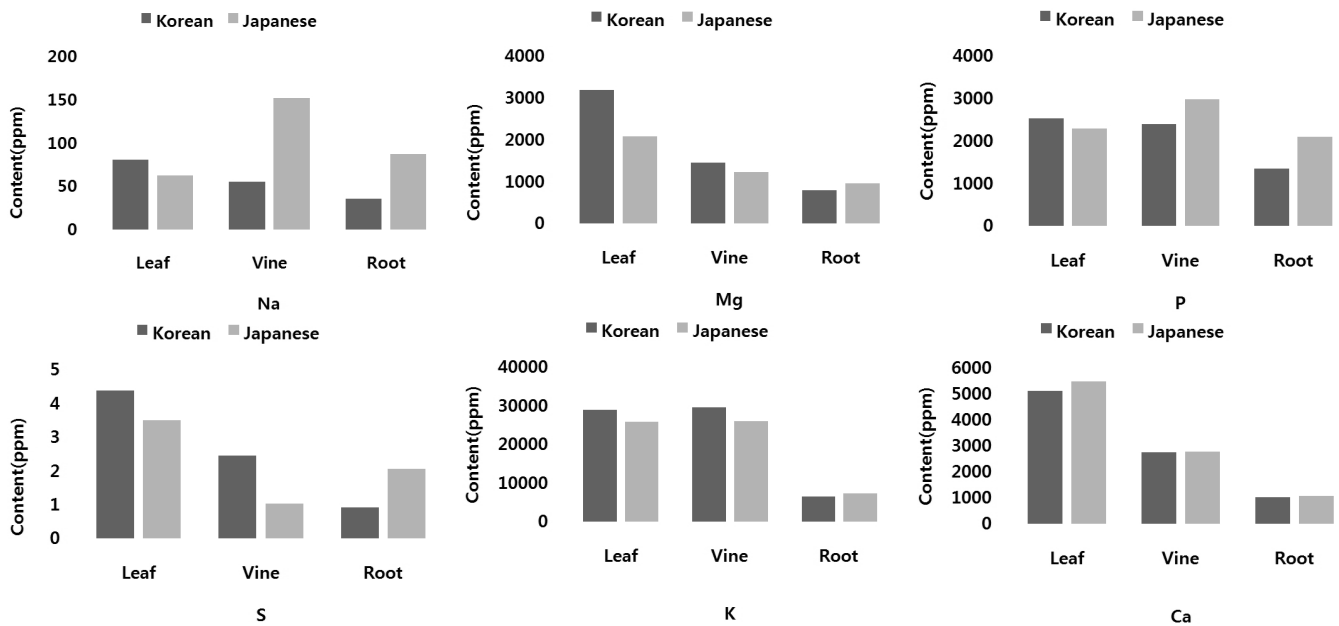 Korean Japanese
200
150
100
50
0
Content(ppm)
Leaf Vine Root
Na
Korean Japanese
4000
3000
2000
1000
0
Content(ppm)
Leaf Vine Root
Mg
Korean Japanese
4000
3000
2000
1000
0
Content(ppm)
Leaf Vine Root
P
Korean Japanese
5
4
3
2
1
0
Content(ppm)
Leaf Vine Root
S
Korean Japanese
40000
30000
20000
10000
0
Content(ppm)
Leaf Vine Root
K
Korean Japanese
6000
5000
4000
3000
2000
1000
0
Content(ppm)
Leaf Vine Root
Ca